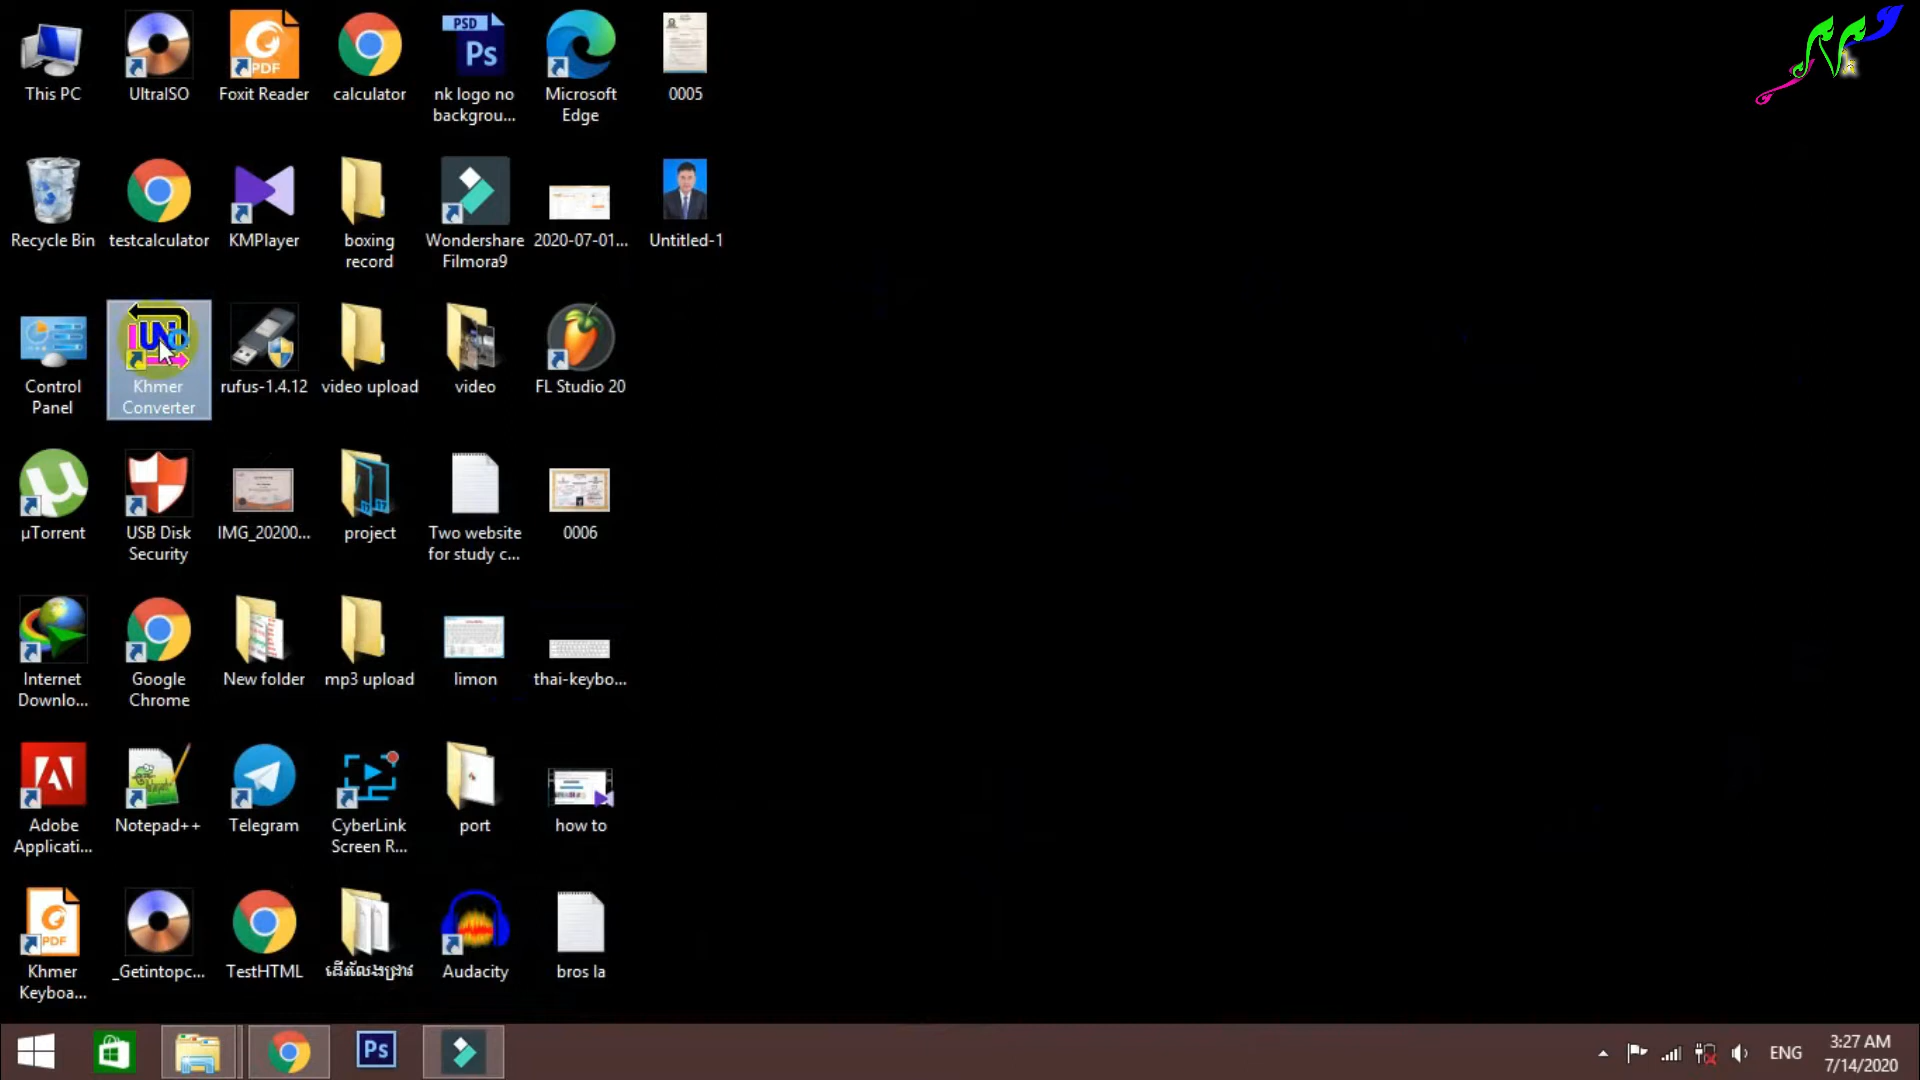 This PC
UltraISO
Foxit Reader
calculator
nk logo no
backgrou...
Microsoft
Edge
0005
Recycle Bin
testcalculator
KMPlayer
boxing
record
Wondershare
Filmora9
2020-07-01...
Untitled-1
Control
Panel
Khmer
Converter
rufus-1.4.12
video upload
video
FL Studio 20
µTorrent
USB Disk
Security
IMG_20200...
project
Two website
for study c...
0006
Internet
Downlo...
Google
Chrome
New folder
mp3 upload
limon
thai-keybo...
Adobe
Applicati...
Notepad++
Telegram
CyberLink
Screen R...
port
how to
Khmer
Keyboa...
_Getintopc...
TestHTML
Audacity
bros la
ENG
3:27 AM
7/14/2020